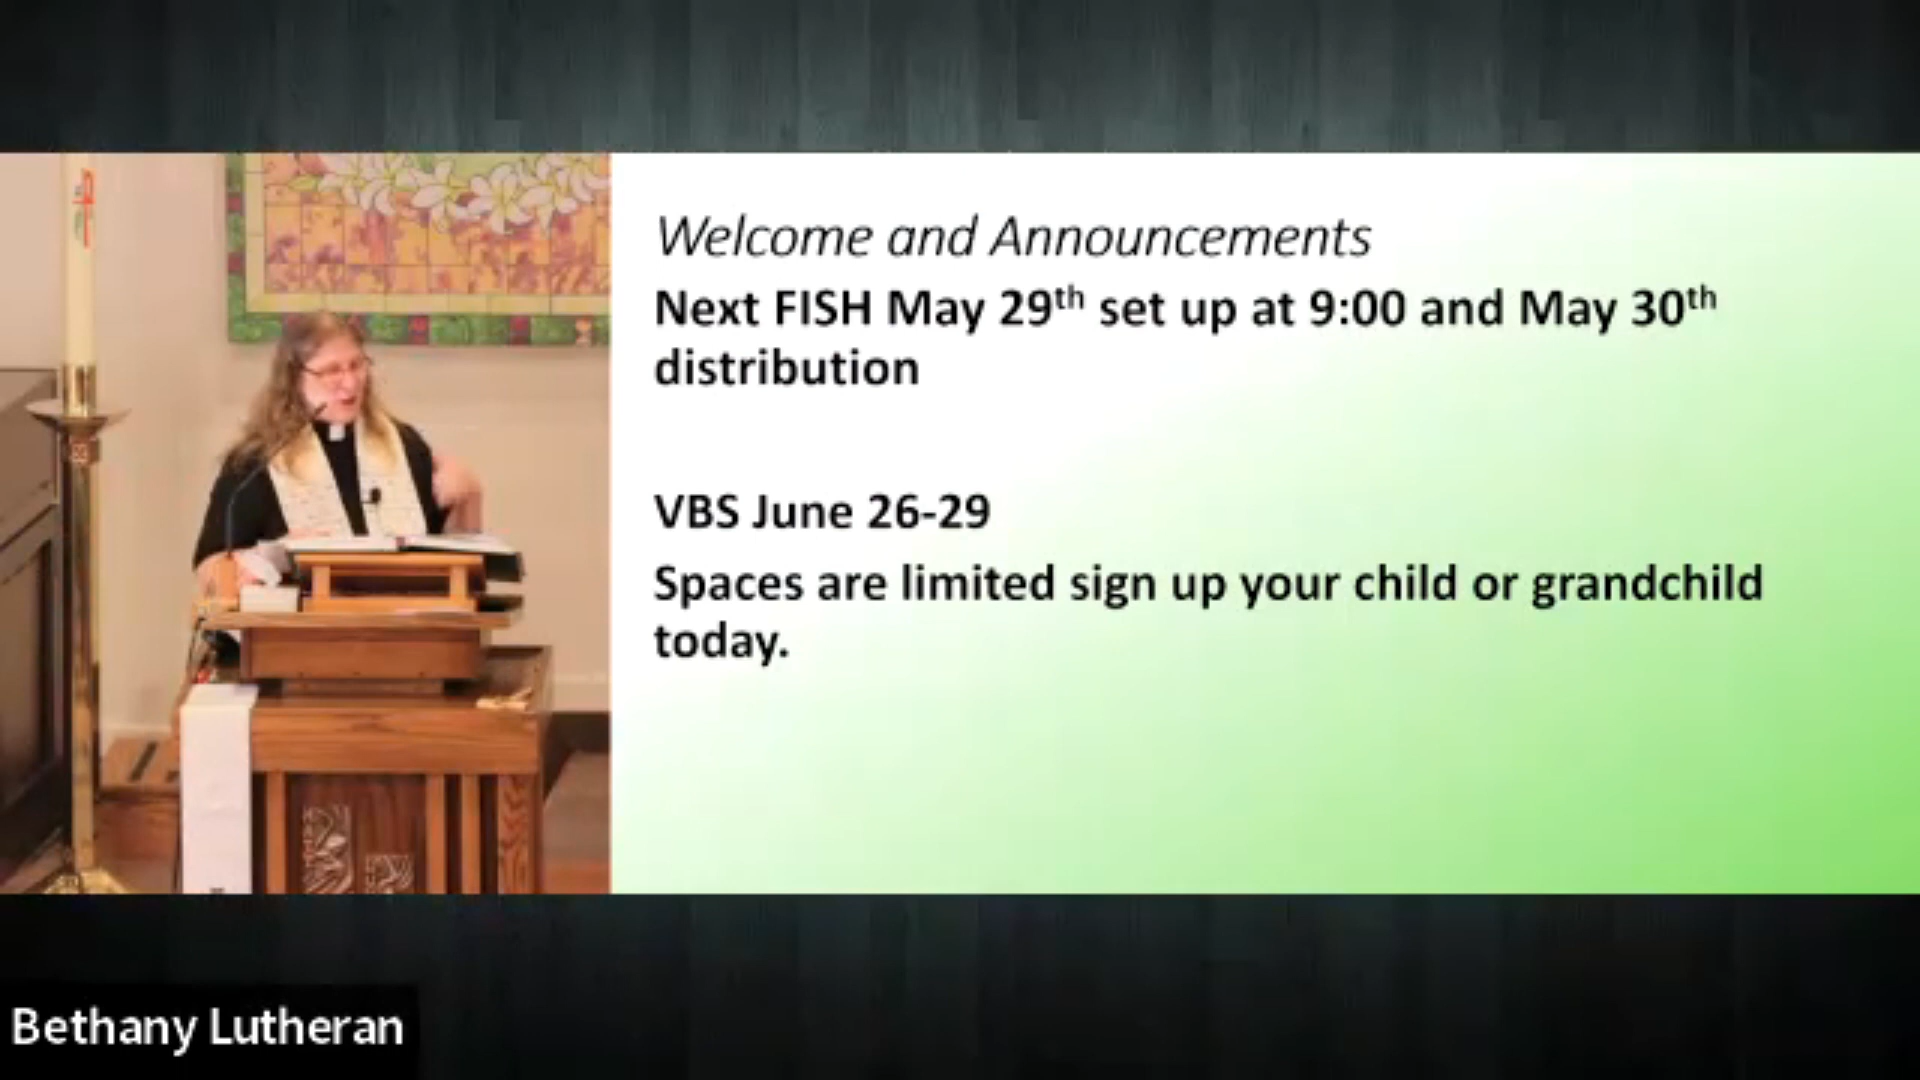 Welcome and Announcements
Next FISH May 29th set up at 9:00 and May 30th
distribution
VBS June 26-29
Spaces are limited sign up your child or grandchild
today.
Bethany Lutheran